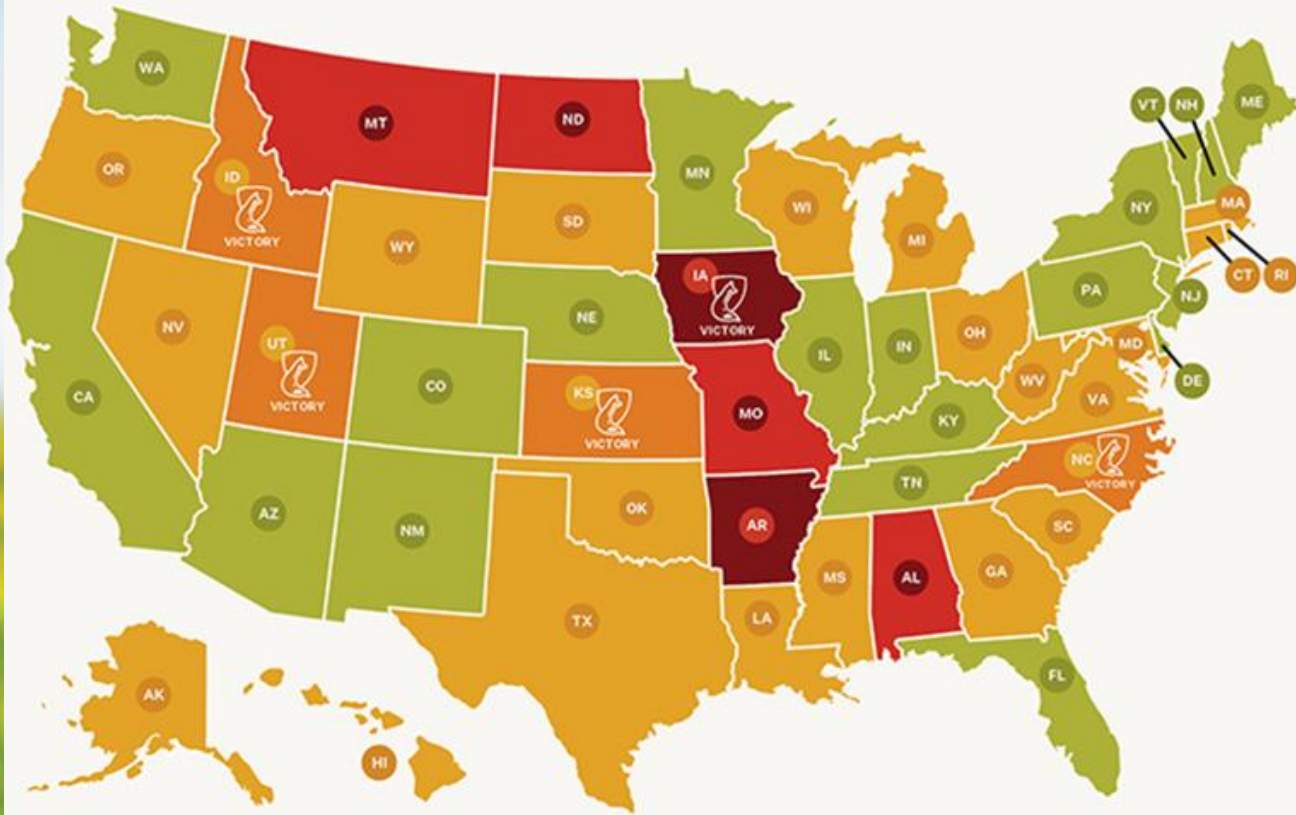 WA
MT
ND
MN
VT
NH
ME
OR
ID
VICTORY
SD
WI
MI
NY
MA
WY
IA
VICTORY
CT
RI
NV
UT
VICTORY
NE
IL
IN
OH
PA
NJ
MD
DE
CA
CO
KS
VICTORY
MO
KY
WV
VA
NC
VICTORY
AZ
NM
OK
AR
TN
SC
TX
LA
MS
AL
GA
FL
AK
HI